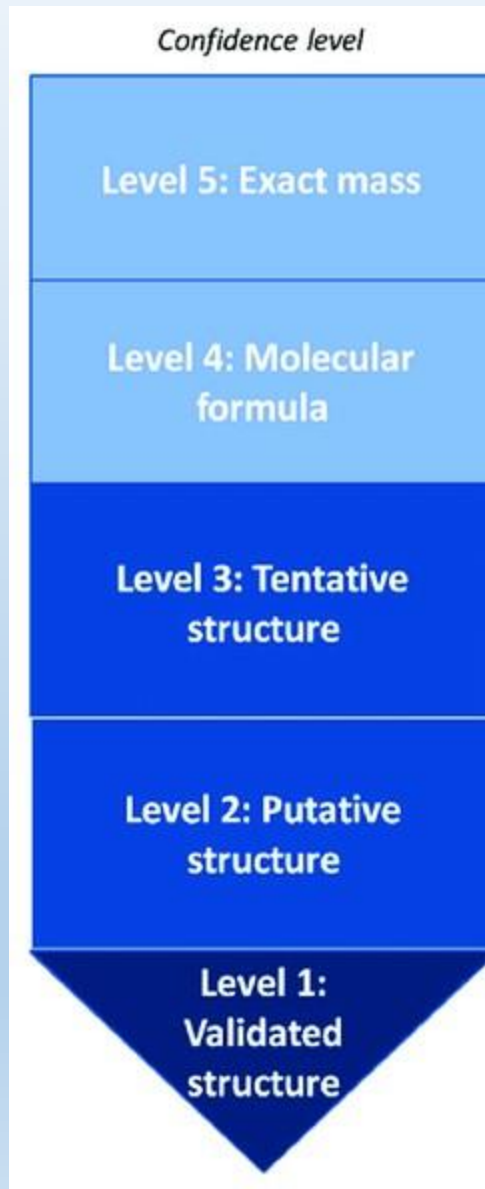 Confidence level
Level 5: Exact mass
Level 4: Molecular
formula
Level 3: Tentative
structure
Level 2: Putative
structure
Level 1:
Validated
structure